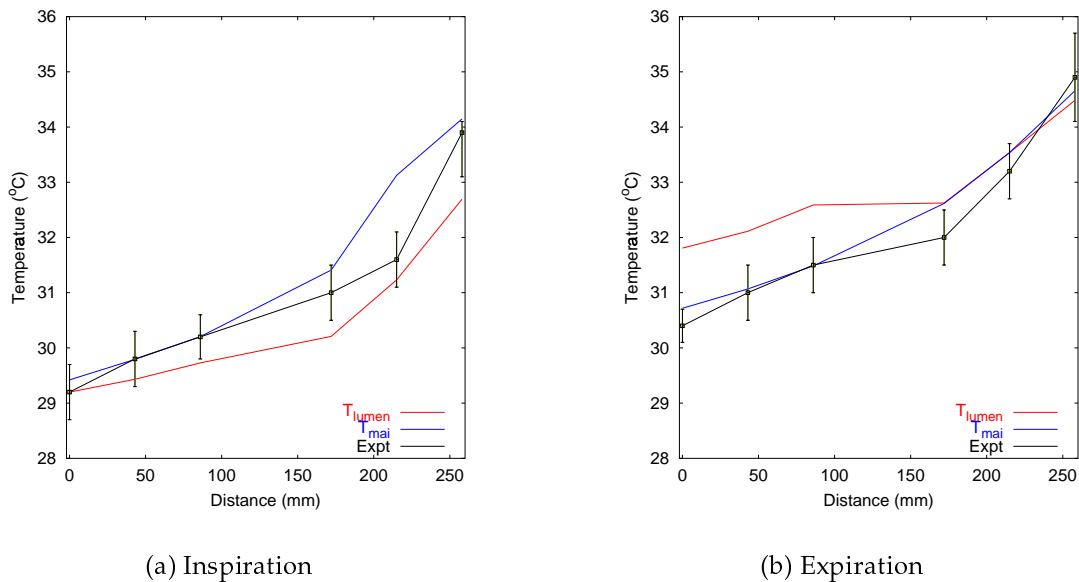 36
35
34
33
32
31
30
29
28
0
50
100
150
200
250
Temperature (°C)
Distance (mm)
T_lumen
T_mai
Expt
(a) Inspiration
36
35
34
33
32
31
30
29
28
0
50
100
150
200
250
Temperature (°C)
Distance (mm)
T_lumen
T_mai
Expt
(b) Expiration